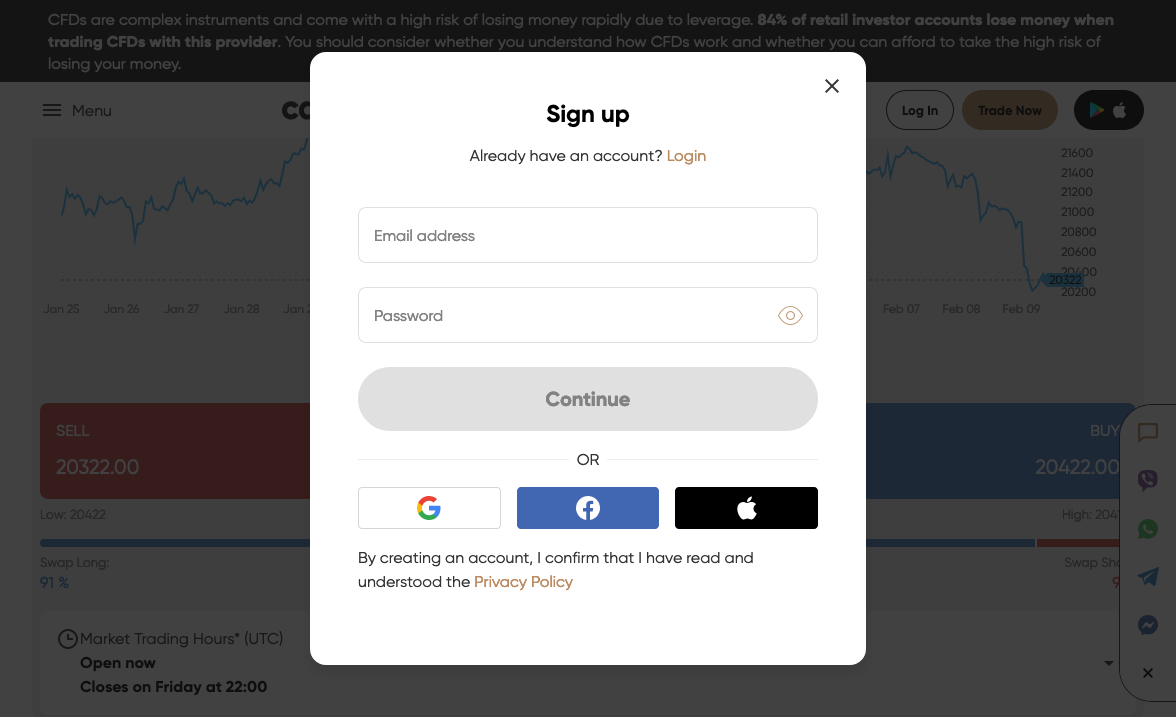 CFDs are complex instruments and come with a high risk of losing money rapidly due to leverage. 84% of retail investor accounts lose money when
trading CFDs with this provider. You should consider whether you understand how CFDs work and whether you can afford to take the high risk of
losing your money.
Menu
Log In
Trade Now
Sign up
Already have an account? Login
Email address
Password
Continue
OR
By creating an account, I confirm that I have read and
understood the Privacy Policy
21600
21400
21200
21000
20800
20600
20400
20322
20200
Jan 25 Jan 26 Jan 27 Jan 28 Jan Feb 07 Feb 08 Feb 09
SELL
20322.00
BUY
20422.00
Low: 20422
High:
Swap Long:
91 %
Swap
Market Trading Hours* (UTC)
Open now
Closes on Friday at 22:00